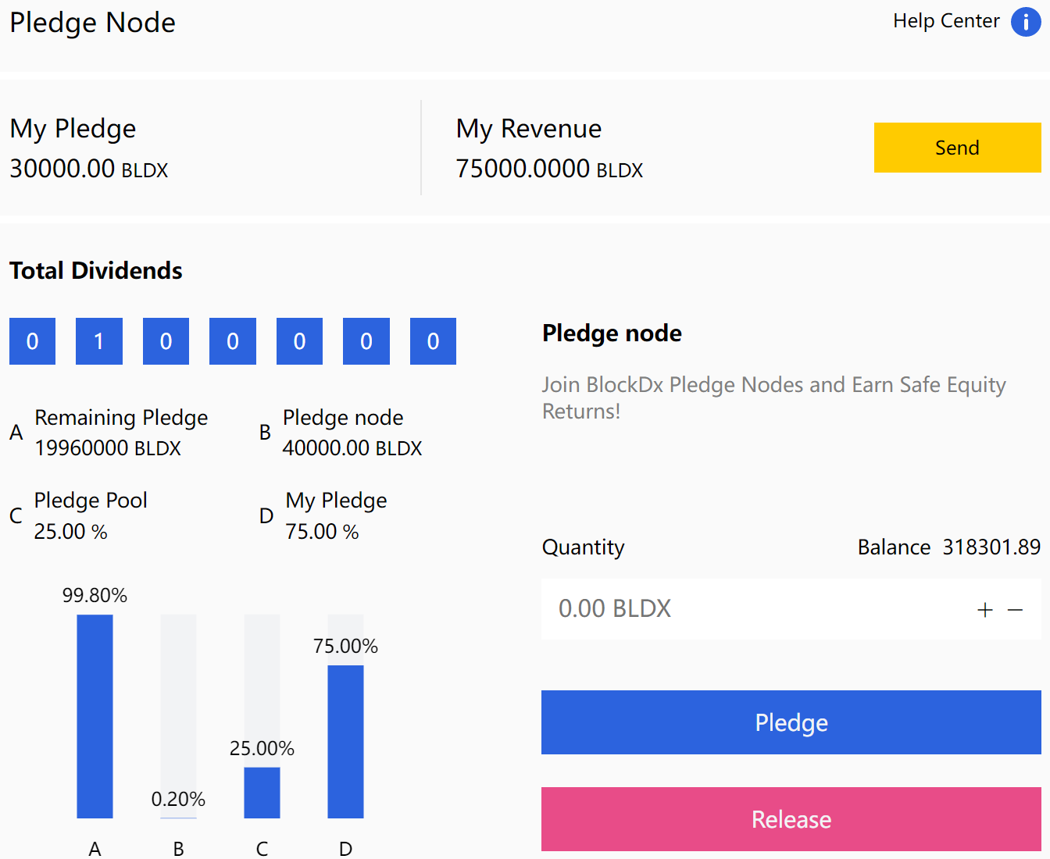 Pledge Node
Help Center
My Pledge
30000.00 BLDX
My Revenue
75000.0000 BLDX
Send
Total Dividends
0 1 0 0 0 0 0
A
Remaining Pledge
19960000 BLDX
B
Pledge node
40000.00 BLDX
C
Pledge Pool
25.00 %
D
My Pledge
75.00 %
99.80%
0.20%
25.00%
75.00%
A B C D
Pledge node
Join BlockDx Pledge Nodes and Earn Safe Equity
Returns!
Quantity
Balance 318301.89
0.00 BLDX
+ −
Pledge
Release